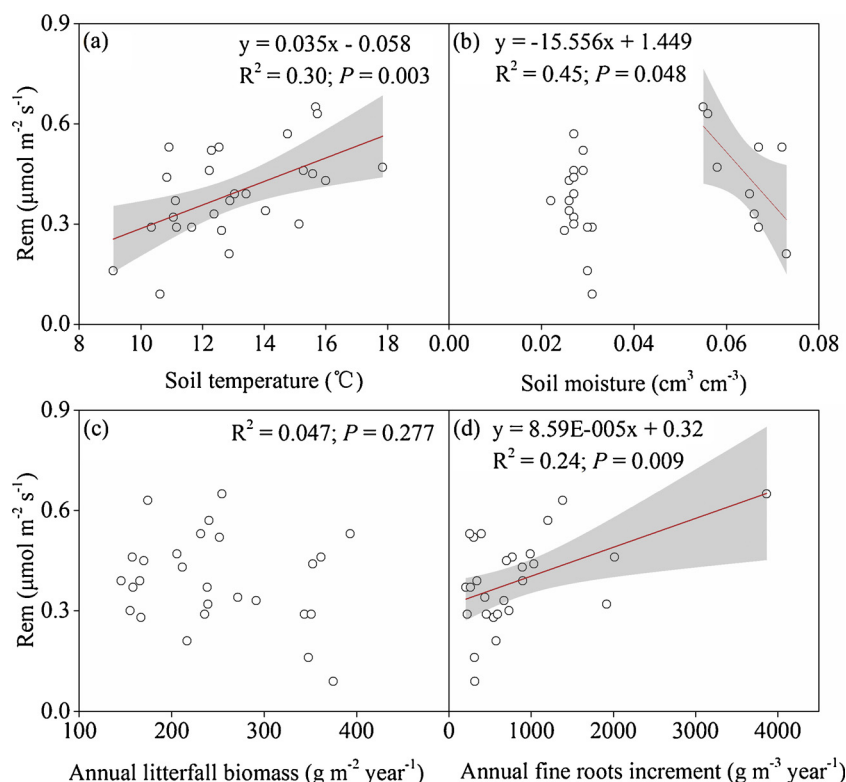 0.9
(a)
y = 0.035x - 0.058
R² = 0.30; P = 0.003
(b)
y = -15.556x + 1.449
R² = 0.45; P = 0.048
0.6
0.3
0.0
Rem (μmol m⁻² s⁻¹)
8 10 12 14 16 18 0.00 0.02 0.04 0.06 0.08
Soil temperature (℃)
Soil moisture (cm³ cm⁻³)
0.9
(c)
R² = 0.047; P = 0.277
(d)
y = 8.59E-005x + 0.32
R² = 0.24; P = 0.009
0.6
0.3
0.0
Rem (μmol m⁻² s⁻¹)
100 200 300 400 0 1000 2000 3000 4000
Annual litterfall biomass (g m⁻² year⁻¹)
Annual fine roots increment (g m⁻³ year⁻¹)